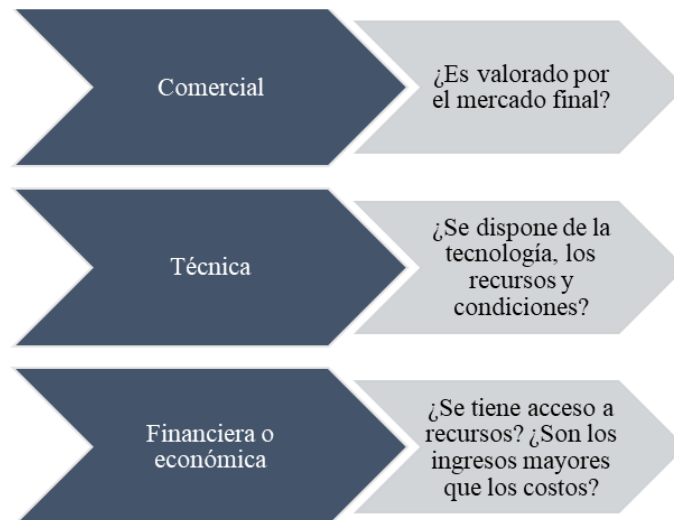 Comercial
¿Es valorado por
el mercado final?
Técnica
¿Se dispone de la
tecnología, los
recursos y
condiciones?
Financiera o
económica
¿Se tiene acceso a
recursos? ¿Son los
ingresos mayores
que los costos?